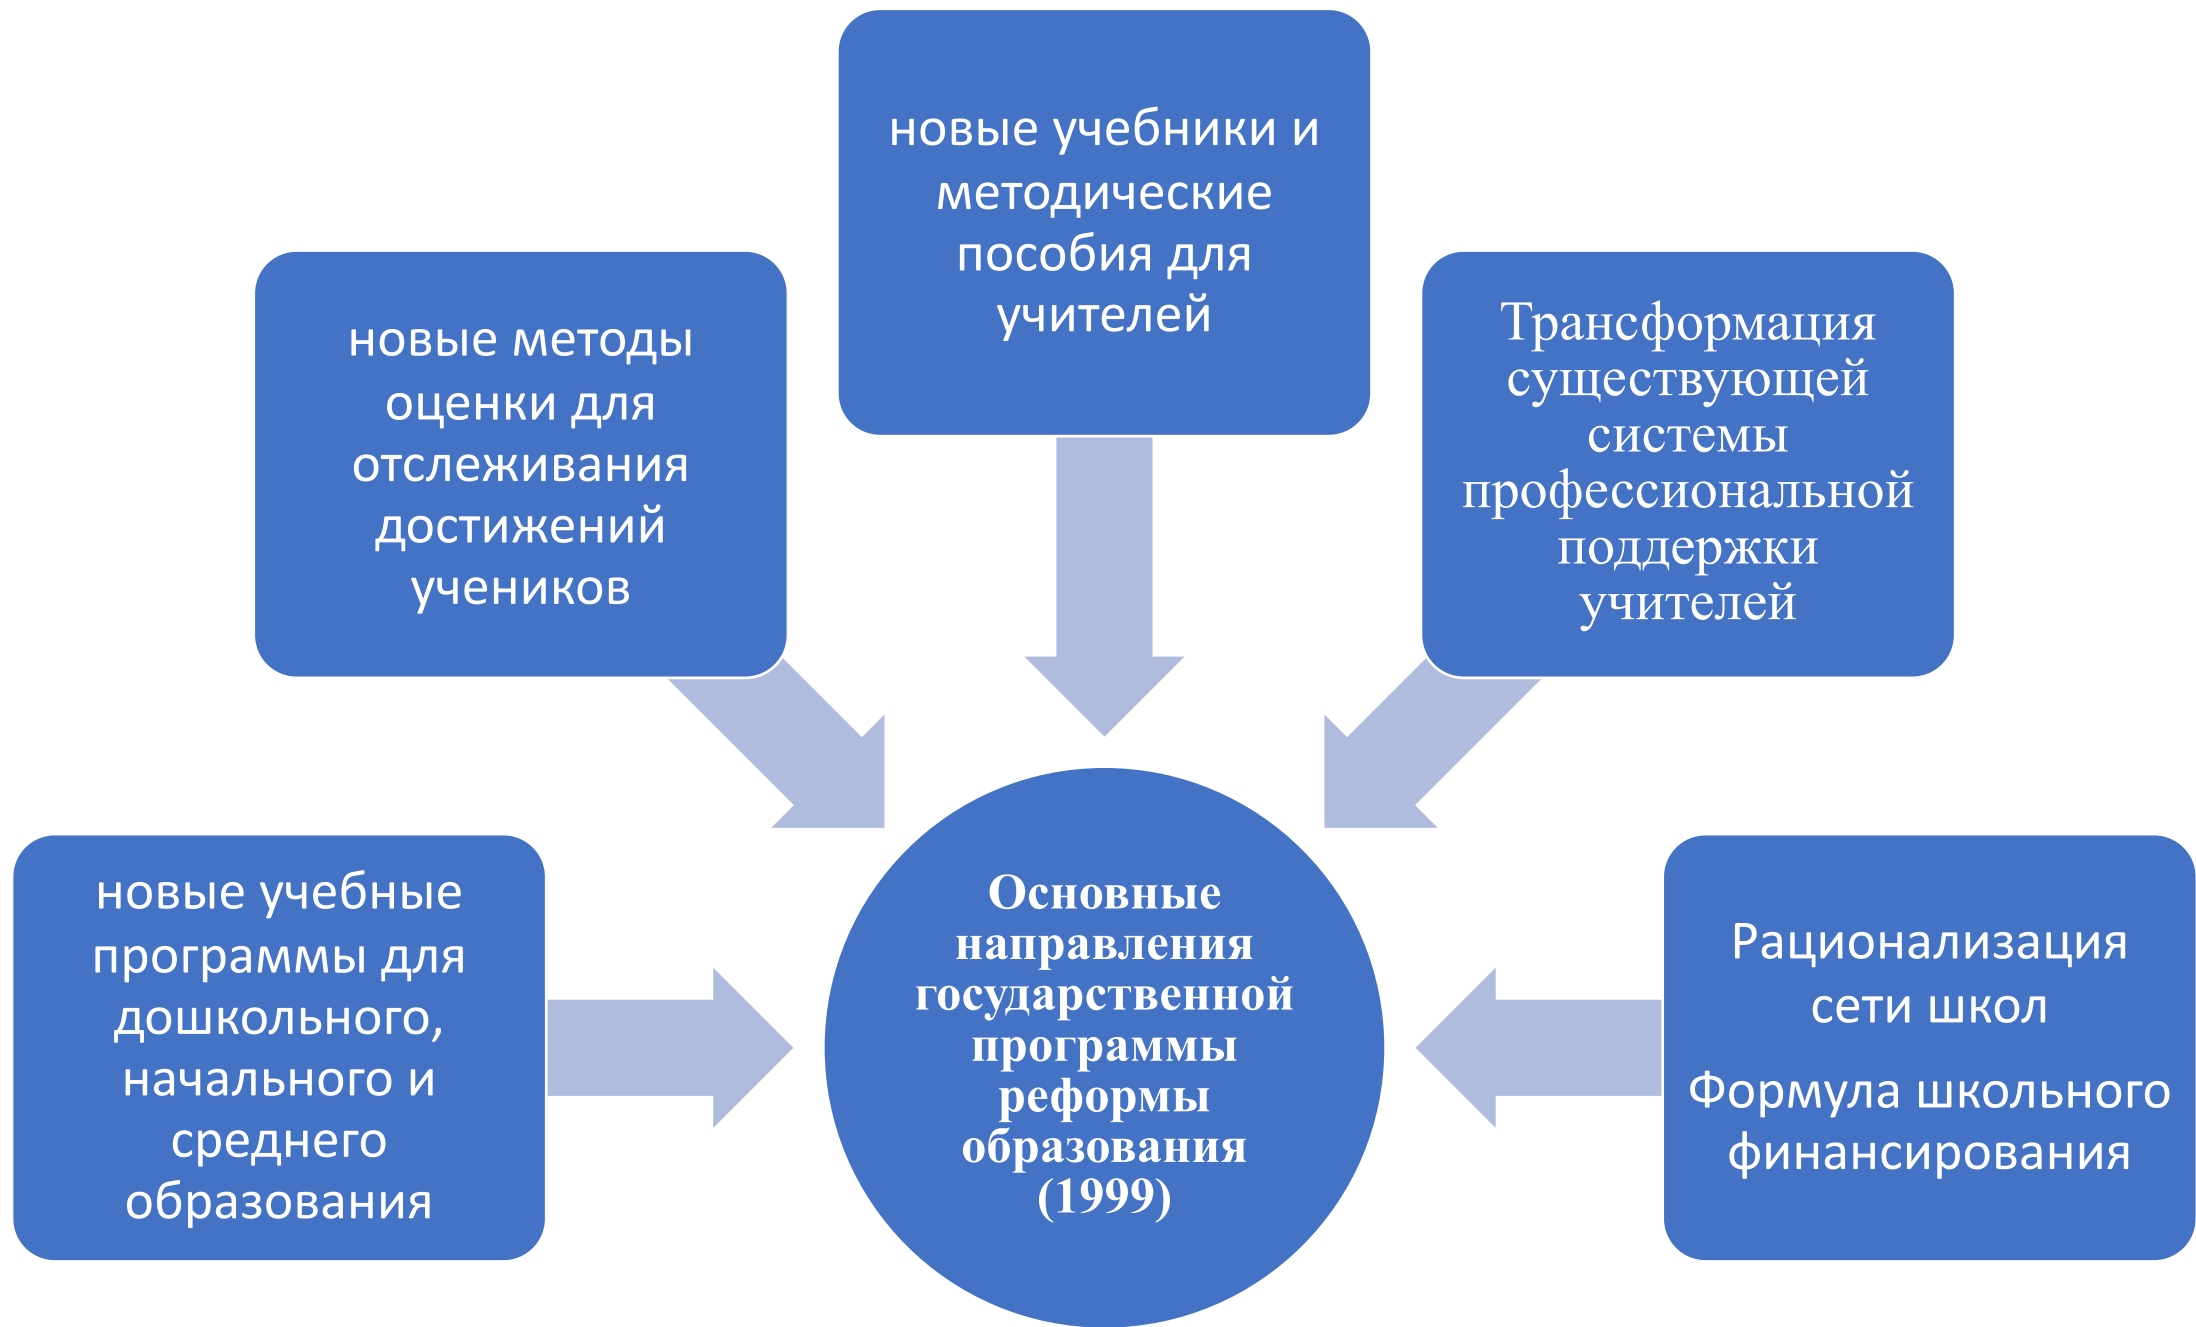 новые учебники и
методические
пособия для
учителей
новые методы
оценки для
отслеживания
достижений
учеников
Трансформация
существующей
системы
профессиональной
поддержки
учителей
новые учебные
программы для
дошкольного,
начального и
среднего
образования
Основные
направления
государственной
программы
реформы
образования
(1999)
Рационализация
сети школ
Формула школьного
финансирования